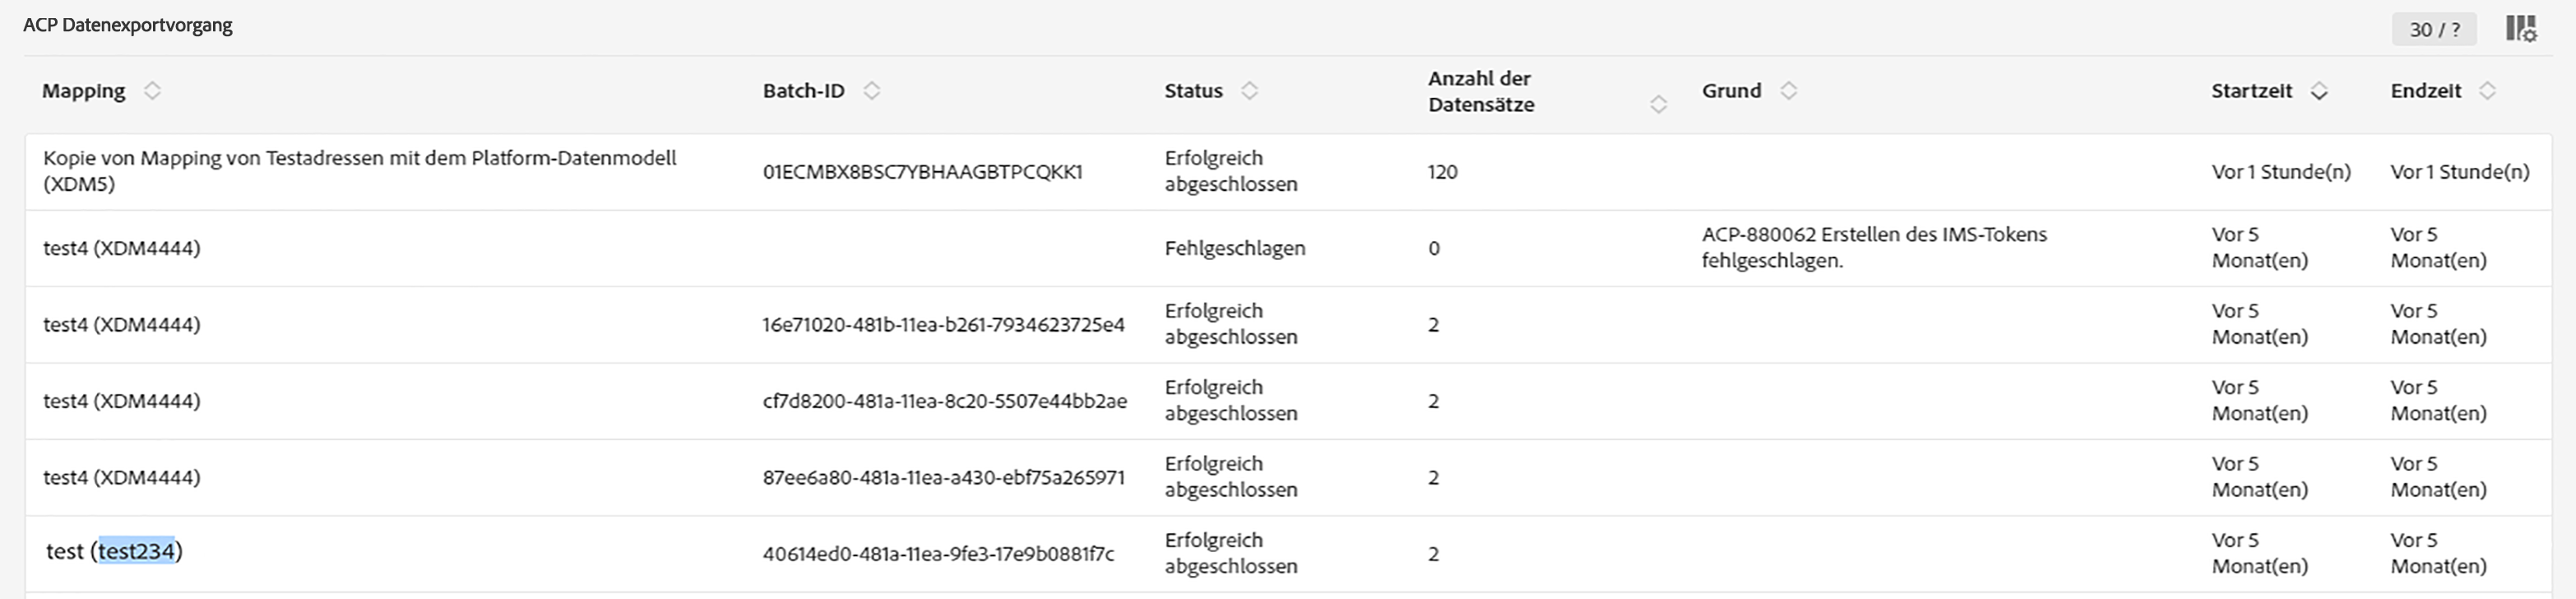 ACP Datenexportvorgang
30 / ?
Mapping
Batch-ID
Status
Anzahl der
Datensätze
Grund
Startzeit
Endzeit
Kopie von Mapping von Testadressen mit dem Platform-Datenmodell
(XDM5)
01ECMBX8BSC7YBHAAGBTPCQKK1
Erfolgreich
abgeschlossen
120
Vor 1 Stunde(n)
Vor 1 Stunde(n)
test4 (XDM4444)
Fehlgeschlagen
0
ACP-880062 Erstellen des IMS-Tokens
fehlgeschlagen.
Vor 5
Monat(en)
Vor 5
Monat(en)
test4 (XDM4444)
16e71020-481b-11ea-b261-7934623725e4
Erfolgreich
abgeschlossen
2
Vor 5
Monat(en)
Vor 5
Monat(en)
test4 (XDM4444)
cf7d8200-481a-11ea-8c20-5507e44bb2ae
Erfolgreich
abgeschlossen
2
Vor 5
Monat(en)
Vor 5
Monat(en)
test4 (XDM4444)
87ee6a80-481a-11ea-a430-ebf75a265971
Erfolgreich
abgeschlossen
2
Vor 5
Monat(en)
Vor 5
Monat(en)
test (test234)
40614ed0-481a-11ea-9fe3-17e9b0881f7c
Erfolgreich
abgeschlossen
2
Vor 5
Monat(en)
Vor 5
Monat(en)